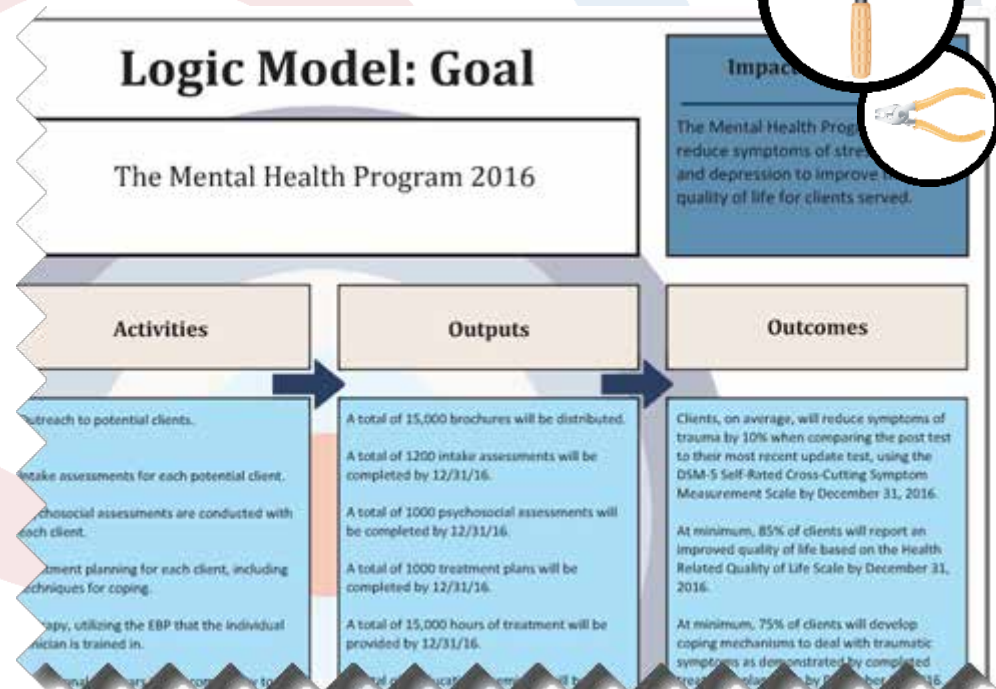 Logic Model: Goal
The Mental Health Program 2016
Impac
The Mental Health Prog
reduce symptoms of stre
and depression to improve
quality of life for clients served.
Activities
utreach to potential clients.
ntake assessments for each potential client.
chosocial assessments are conducted with
each client.
tment planning for each client, including
echniques for coping.
apy, utilizing the EBP that the individual
nician is trained in.
Outputs
A total of 15,000 brochures will be distributed.
A total of 1200 intake assessments will be
completed by 12/31/16.
A total of 1000 psychosocial assessments will
be completed by 12/31/16.
A total of 1000 treatment plans will be
completed by 12/31/16.
A total of 15,000 hours of treatment will be
provided by 12/31/16.
Outcomes
Clients, on average, will reduce symptoms of
trauma by 10% when comparing the post test
to their most recent update test, using the
DSM-5 Self-Rated Cross-Cutting Symptom
Measurement Scale by December 31, 2016.
At minimum, 85% of clients will report an
improved quality of life based on the Health
Related Quality of Life Scale by December 31,
2016.
At minimum, 75% of clients will develop
coping mechanisms to deal with traumatic
symptoms as demonstrated by completed